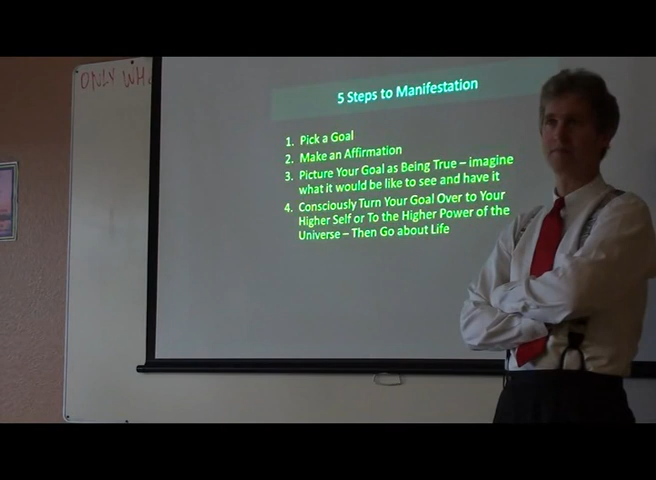 ONLY
5 Steps to Manifestation
1. Pick a Goal
2. Make an Affirmation
3. Picture Your Goal as Being True – imagine
what it would be like to see and have it
4. Consciously Turn Your Goal Over to Your
Higher Self or To the Higher Power of the
Universe – Then Go about Life